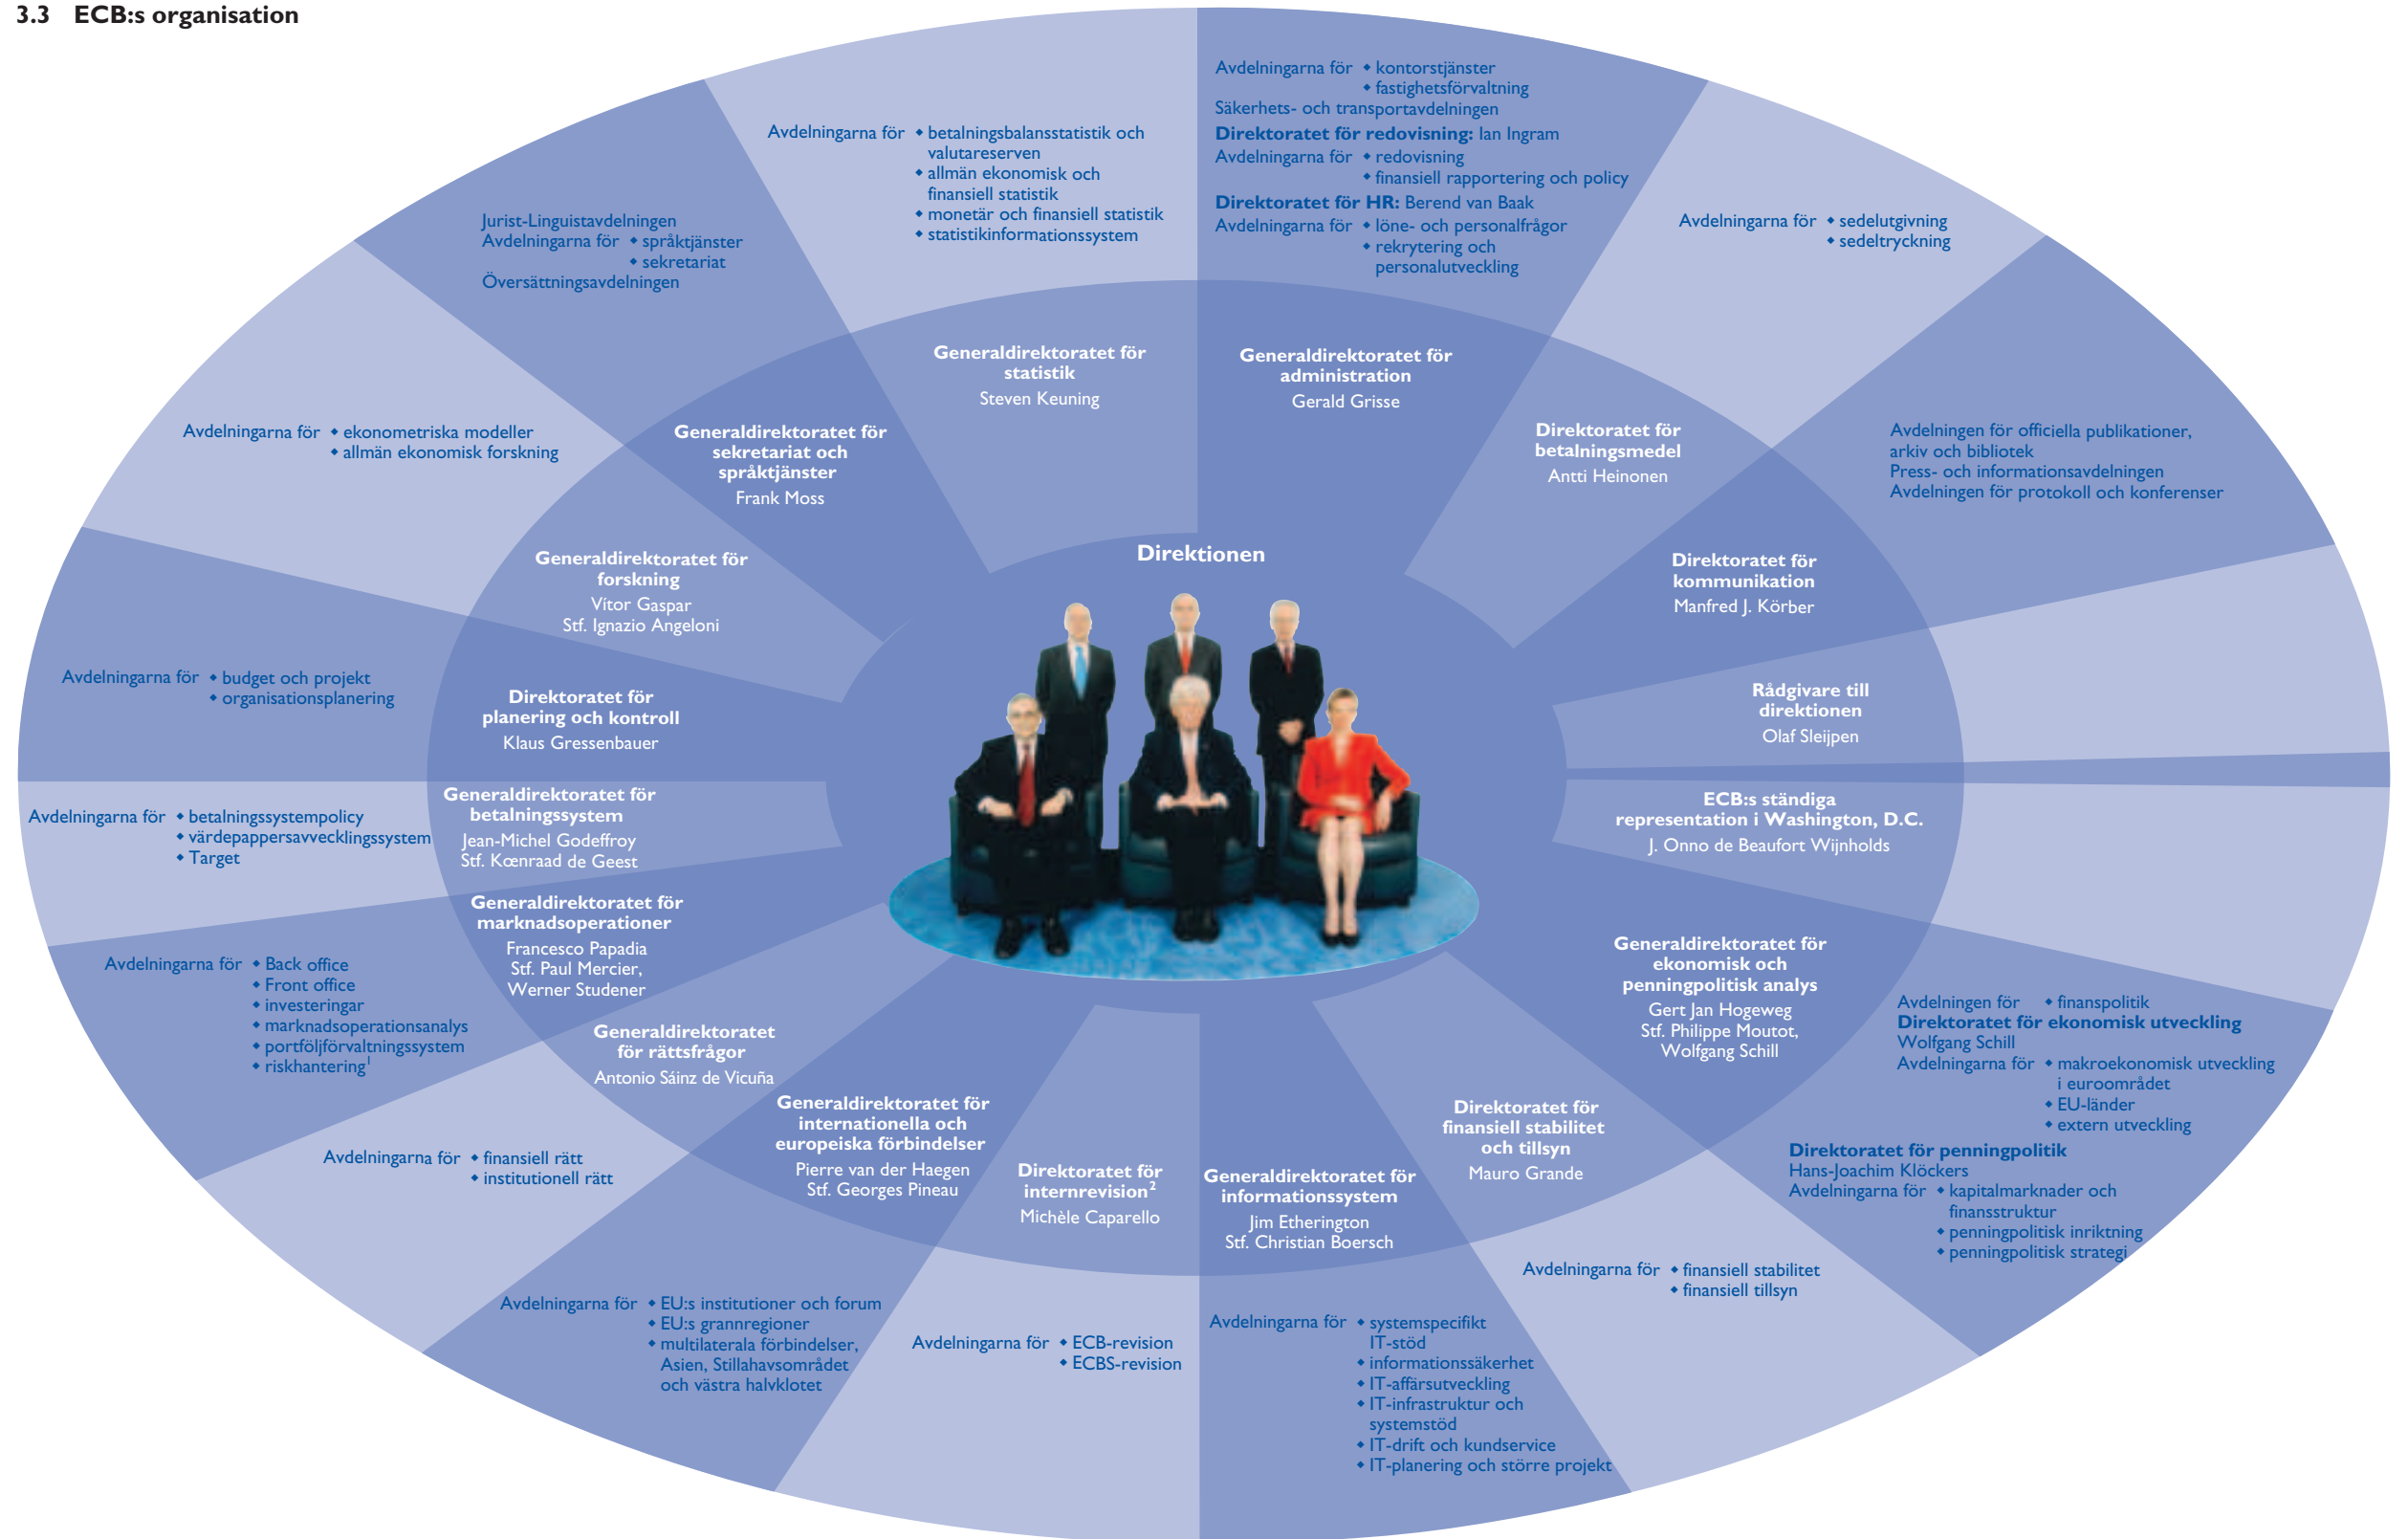 3.3 ECB:s organisation
Avdelningarna för ◆ kontorstjänster
◆ fastighetsförvaltning
Säkerhets- och transportavdelningen
Direktoratet för redovisning: Ian Ingram
Avdelningarna för ◆ redovisning
◆ finansiell rapportering och policy
Direktoratet för HR: Berend van Baak
Avdelningarna för ◆ löne- och personalfrågor
◆ rekrytering och
personalutveckling
Generaldirektoratet för
administration
Gerald Grisse
Avdelningarna för ◆ sedelutgivning
◆ sedeltryckning
Direktoratet för
betalningsmedel
Antti Heinonen
Avdelningen för officiella publikationer,
arkiv och bibliotek
Press- och informationsavdelningen
Avdelningen för protokoll och konferenser
Direktoratet för
kommunikation
Manfred J. Körber
Rådgivare till
direktionen
Olaf Sleijpen
ECB:s ständiga
representation i Washington, D.C.
J. Onno de Beaufort Wijnholds
Generaldirektoratet för
ekonomisk och
penningpolitisk analys
Gert Jan Hogeweg
Stf. Philippe Moutot,
Wolfgang Schill
Avdelningen för ◆ finanspolitik
Direktoratet för ekonomisk utveckling
Wolfgang Schill
Avdelningarna för ◆ makroekonomisk utveckling
i euroområdet
◆ EU-länder
◆ extern utveckling
Direktoratet för penningpolitik
Hans-Joachim Klöckers
Avdelningarna för ◆ kapitalmarknader och
finansstruktur
◆ penningpolitisk inriktning
◆ penningpolitisk strategi
Direktoratet för
finansiell stabilitet
och tillsyn
Mauro Grande
Avdelningarna för ◆ finansiell stabilitet
◆ finansiell tillsyn
Generaldirektoratet för
informationssystem
Jim Etherington
Stf. Christian Boersch
Avdelningarna för ◆ systemspecifikt
IT-stöd
◆ informationssäkerhet
◆ IT-affärsutveckling
◆ IT-infrastruktur och
systemstöd
◆ IT-drift och kundservice
◆ IT-planering och större projekt
Direktoratet för
internrevision²
Michèle Caparello
Avdelningarna för ◆ ECB-revision
◆ ECBS-revision
Generaldirektoratet för
internationella och
europeiska förbindelser
Pierre van der Haegen
Stf. Georges Pineau
Avdelningarna för ◆ EU:s institutioner och forum
◆ EU:s grannregioner
◆ multilaterala förbindelser,
Asien, Stillahavsområdet
och västra halvklotet
Generaldirektoratet
för rättsfrågor
Antonio Sáinz de Vicuña
Avdelningarna för ◆ finansiell rätt
◆ institutionell rätt
Generaldirektoratet för
marknadsoperationer
Francesco Papadia
Stf. Paul Mercier,
Werner Studener
Avdelningarna för ◆ Back office
◆ Front office
◆ investeringar
◆ marknadsoperationsanalys
◆ portföljförvaltningssystem
◆ riskhantering¹
Generaldirektoratet för
betalningssystem
Jean-Michel Godeffroy
Stf. Kœnraad de Geest
Avdelningarna för ◆ betalningssystempolicy
◆ värdepappersavvecklingssystem
◆ Target
Direktoratet för
planering och kontroll
Klaus Gressenbauer
Avdelningarna för ◆ budget och projekt
◆ organisationsplanering
Generaldirektoratet för
forskning
Vítor Gaspar
Stf. Ignazio Angeloni
Avdelningarna för ◆ ekonometriska modeller
◆ allmän ekonomisk forskning
Generaldirektoratet för
sekretariat och
språktjänster
Frank Moss
Jurist-Linguistavdelningen
Avdelningarna för ◆ språktjänster
◆ sekretariat
Översättningsavdelningen
Generaldirektoratet för
statistik
Steven Keuning
Avdelningarna för ◆ betalningsbalansstatistik och
valutareserven
◆ allmän ekonomisk och
finansiell statistik
◆ monetär och finansiell statistik
◆ statistikinformationssystem
Direktionen